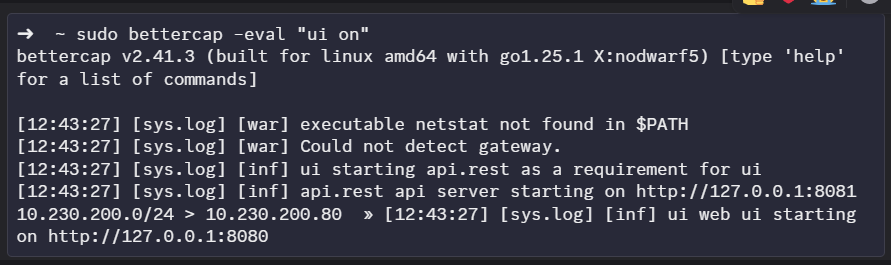 → ~ sudo bettercap -eval "ui on"
bettercap v2.41.3 (built for linux amd64 with go1.25.1 X:nodwarf5) [type 'help'
for a list of commands]
[12:43:27] [sys.log] [war] executable netstat not found in $PATH
[12:43:27] [sys.log] [war] Could not detect gateway.
[12:43:27] [sys.log] [inf] ui starting api.rest as a requirement for ui
[12:43:27] [sys.log] [inf] api.rest api server starting on http://127.0.0.1:8081
10.230.200.0/24 > 10.230.200.80 » [12:43:27] [sys.log] [inf] ui web ui starting
on http://127.0.0.1:8080